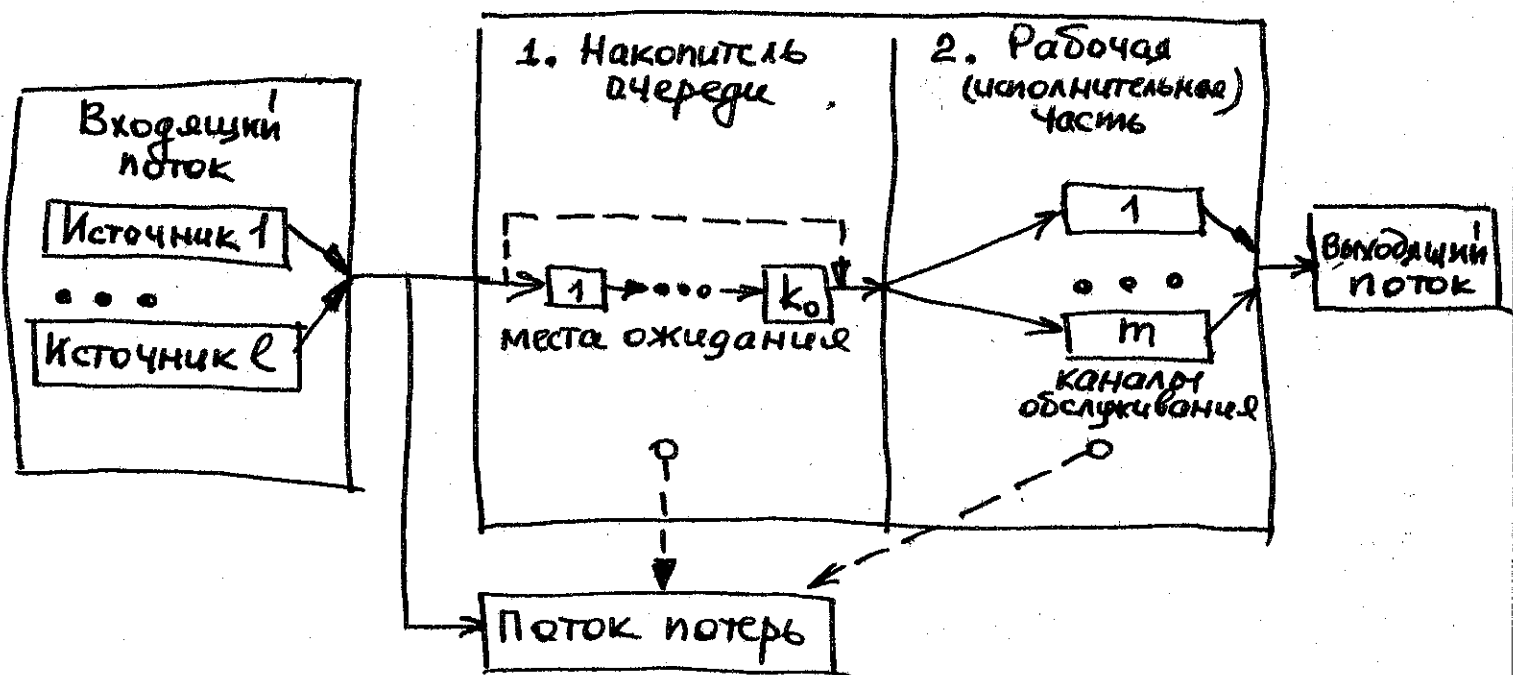 Входящий
поток
Источник 1
Источник l
1. Накопитель
очереди
1
k₀
места ожидания
2. Рабочая
(исполнительная)
часть
1
m
каналы
обслуживания
Выходящий
поток
Поток потерь